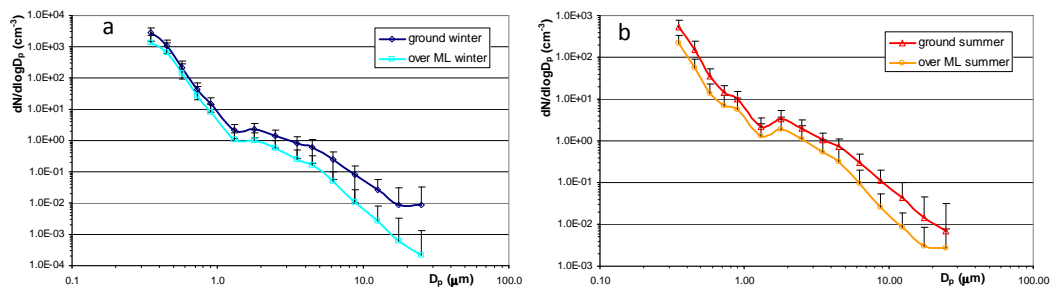 a
dN/dlogDp (cm-3)
1.0E+04
1.0E+03
1.0E+02
1.0E+01
1.0E+00
1.0E-01
1.0E-02
1.0E-03
1.0E-04
0.1
1.0
10.0
100.0
Dp (μm)
ground winter
over ML winter
b
dN/dlogDp (cm-3)
1.0E+03
1.0E+02
1.0E+01
1.0E+00
1.0E-01
1.0E-02
1.0E-03
0.10
1.00
10.00
100.00
Dp (μm)
ground summer
over ML summer